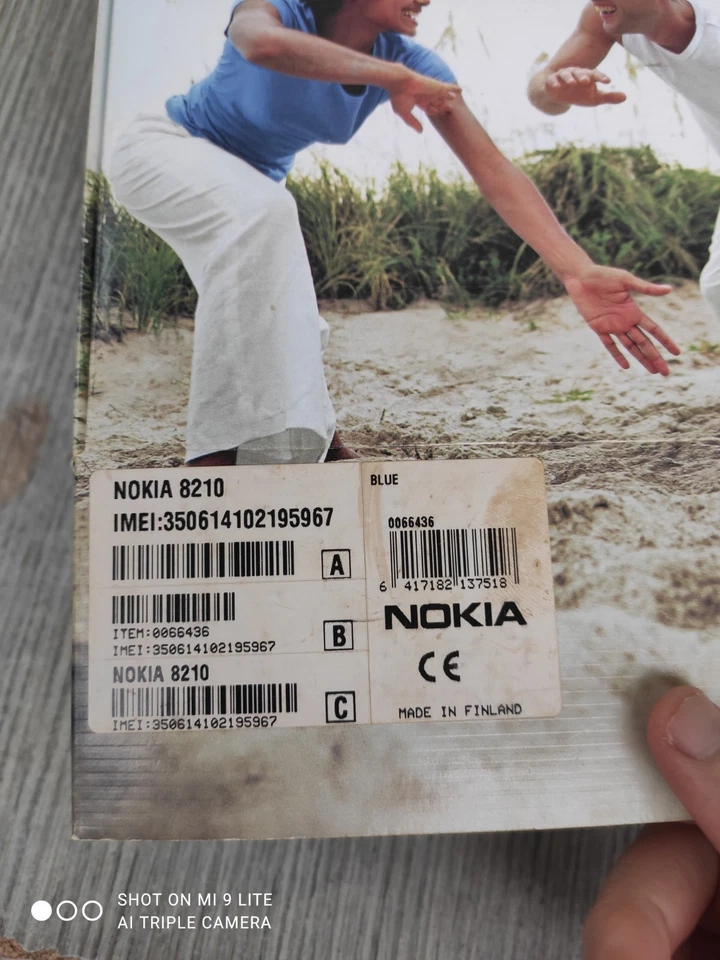 NOKIA 8210
IMEI:350614102195967
A
ITEM:0066436
IMEI:350614102195967
B
NOKIA 8210
IMEI:350614102195967
C
BLUE
0066436
6 417182 137518
NOKIA
CE
MADE IN FINLAND
SHOT ON MI 9 LITE
AI TRIPLE CAMERA